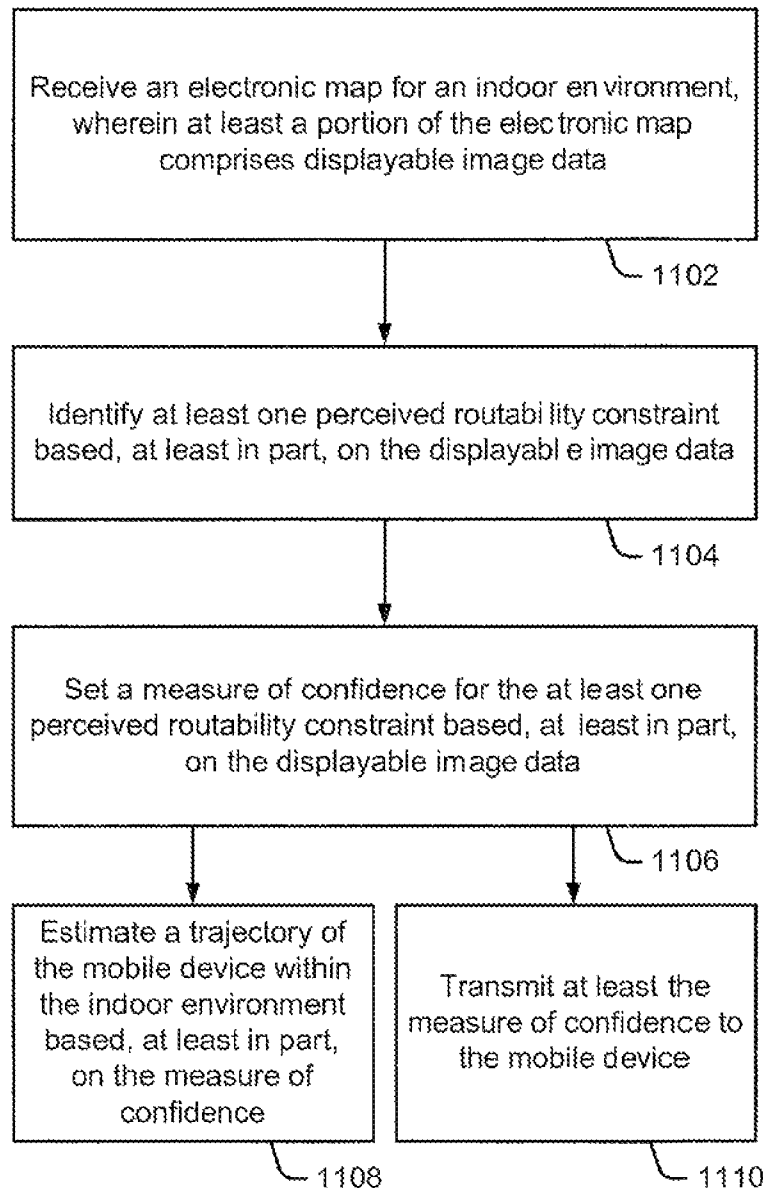 Receive an electronic map for an indoor environment,
wherein at least a portion of the electronic map
comprises displayable image data
1102
Identify at least one perceived routability constraint
based, at least in part, on the displayable image data
1104
Set a measure of confidence for the at least one
perceived routability constraint based, at least in part,
on the displayable image data
1106
Estimate a trajectory of
the mobile device within
the indoor environment
based, at least in part,
on the measure of
confidence
1108
Transmit at least the
measure of confidence to
the mobile device
1110